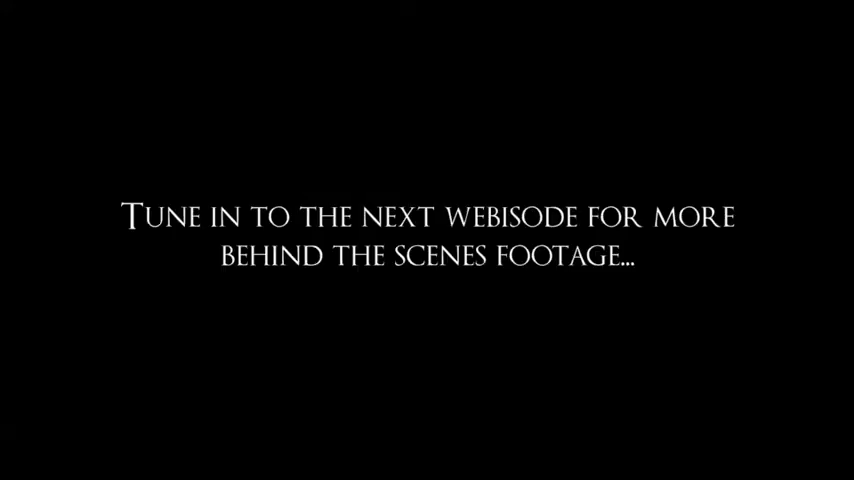 Tune in to the next webisode for more
behind the scenes footage...